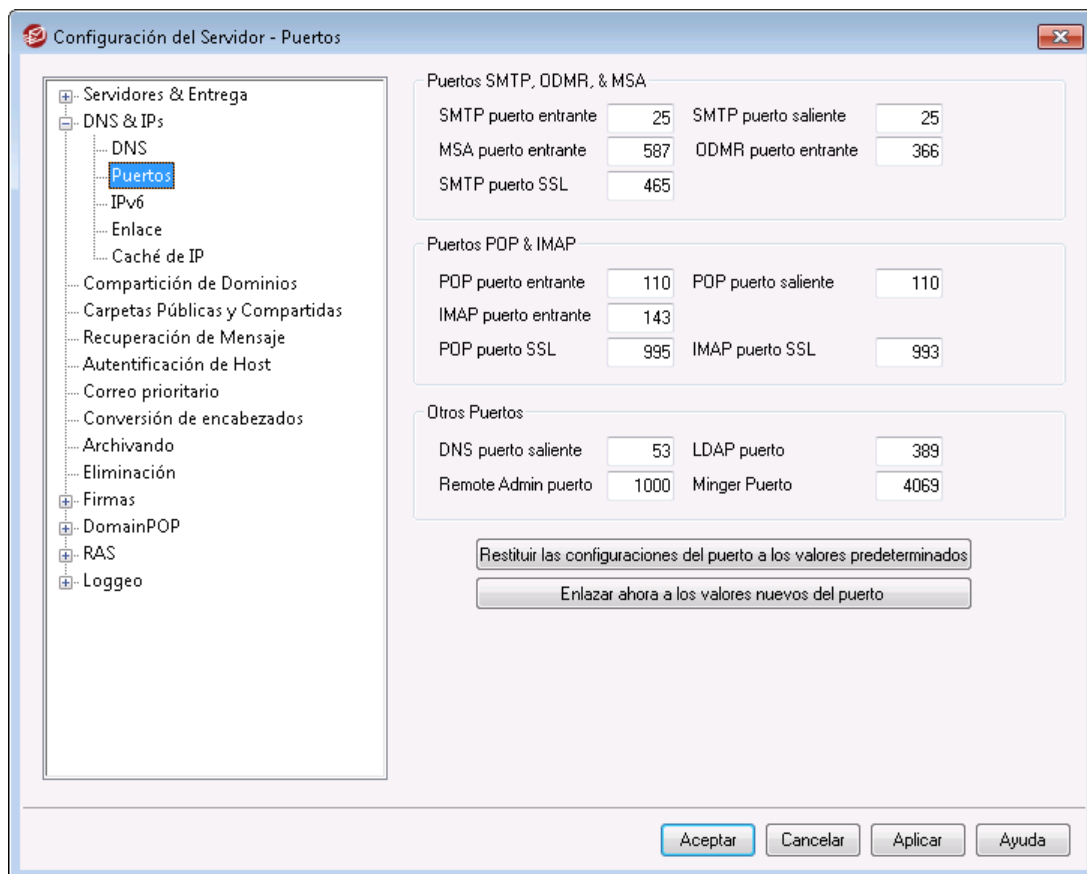 Configuración del Servidor - Puertos
Servidores & Entrega
DNS & IPs
DNS
Puertos
IPv6
Enlace
Caché de IP
Compartición de Dominios
Carpetas Públicas y Compartidas
Recuperación de Mensaje
Autentificación de Host
Correo prioritario
Conversión de encabezados
Archivando
Eliminación
Firmas
DomainPOP
RAS
Loggeo
Puertos SMTP, ODMR, & MSA
SMTP puerto entrante 25 SMTP puerto saliente 25
MSA puerto entrante 587 ODMR puerto entrante 366
SMTP puerto SSL 465
Puertos POP & IMAP
POP puerto entrante 110 POP puerto saliente 110
IMAP puerto entrante 143
POP puerto SSL 995 IMAP puerto SSL 993
Otros Puertos
DNS puerto saliente 53 LDAP puerto 389
Remote Admin puerto 1000 Minger Puerto 4069
Restituir las configuraciones del puerto a los valores predeterminados
Enlazar ahora a los valores nuevos del puerto
Aceptar Cancelar Aplicar Ayuda